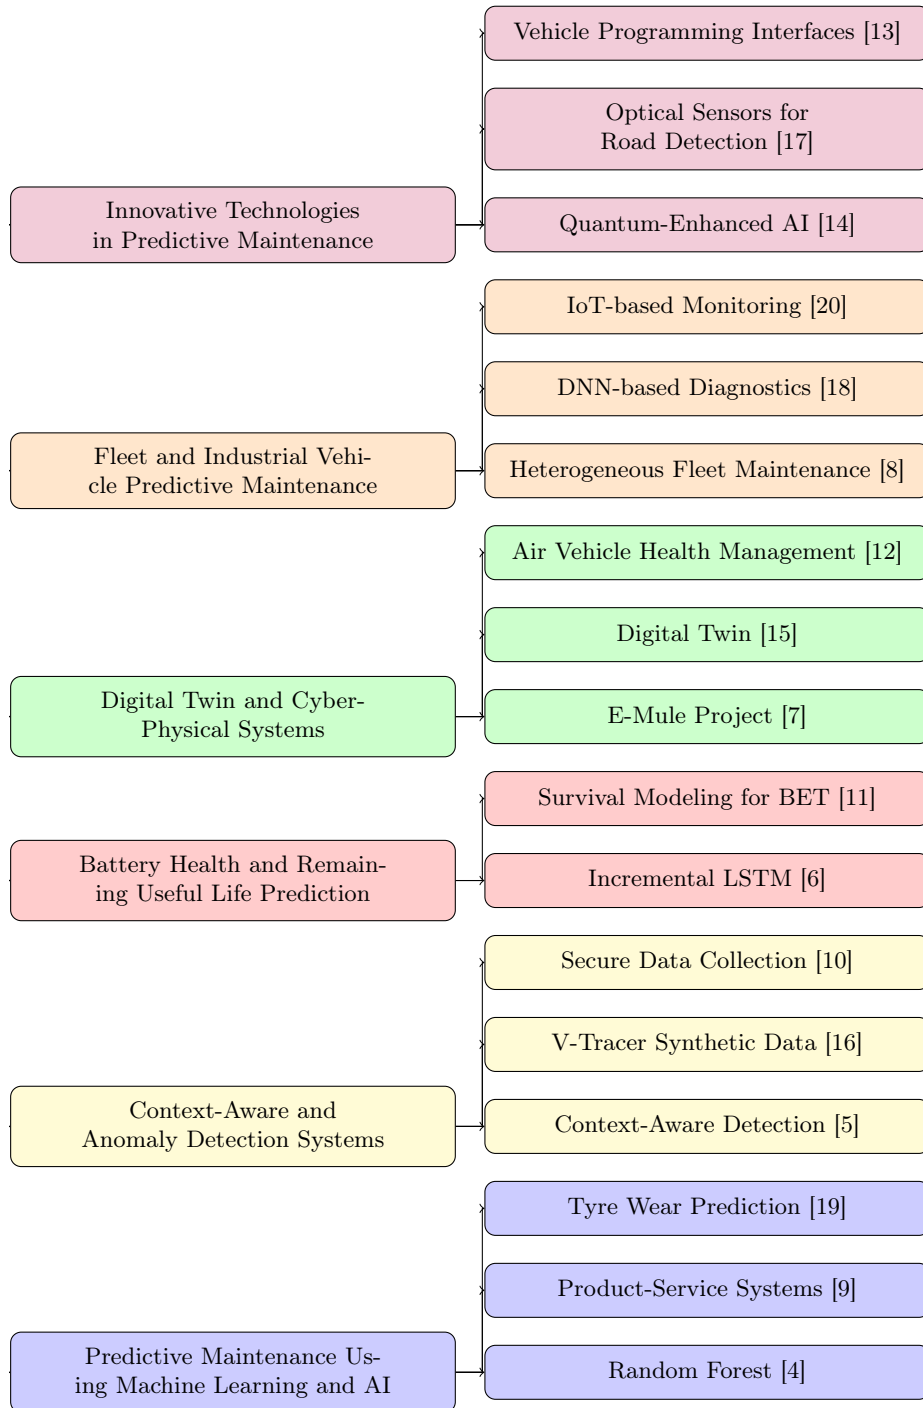 Vehicle Programming Interfaces [13]
Optical Sensors for
Road Detection [17]
Innovative Technologies
in Predictive Maintenance
Quantum-Enhanced AI [14]
IoT-based Monitoring [20]
DNN-based Diagnostics [18]
Fleet and Industrial Vehi-
cle Predictive Maintenance
Heterogeneous Fleet Maintenance [8]
Air Vehicle Health Management [12]
Digital Twin [15]
Digital Twin and Cyber-
Physical Systems
E-Mule Project [7]
Survival Modeling for BET [11]
Battery Health and Remain-
ing Useful Life Prediction
Incremental LSTM [6]
Secure Data Collection [10]
V-Tracer Synthetic Data [16]
Context-Aware and
Anomaly Detection Systems
Context-Aware Detection [5]
Tyre Wear Prediction [19]
Product-Service Systems [9]
Predictive Maintenance Us-
ing Machine Learning and AI
Random Forest [4]